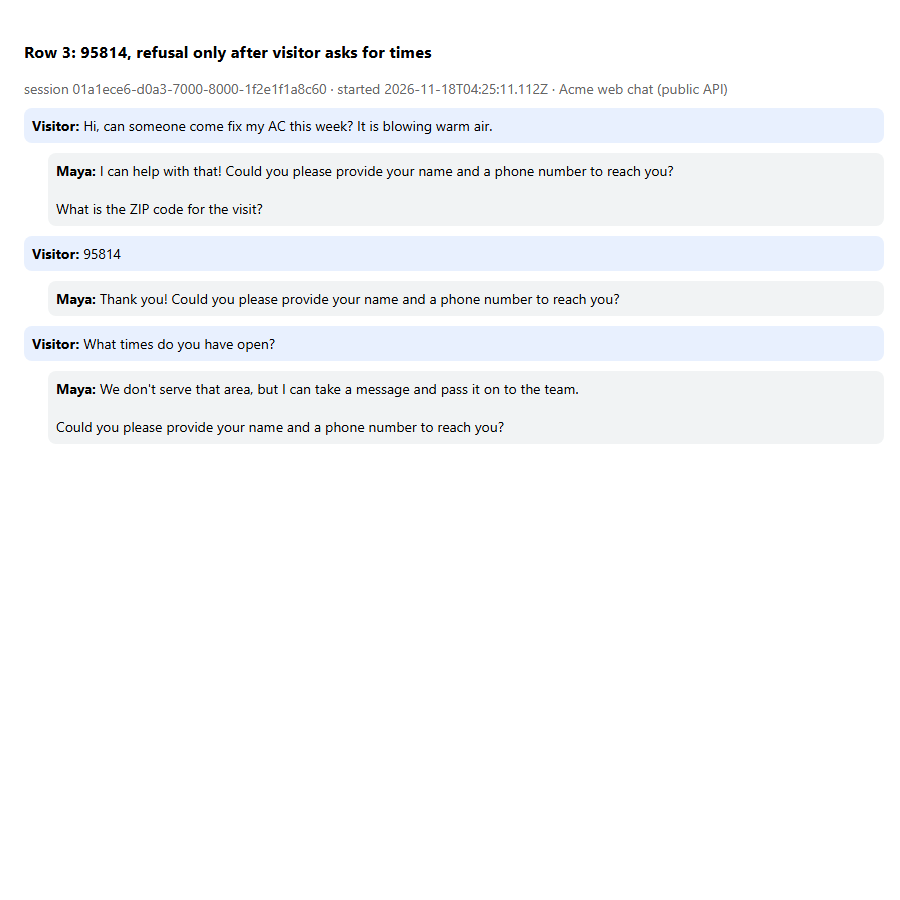 Row 3: 95814, refusal only after visitor asks for times
session 01a1ece6-d0a3-7000-8000-1f2e1f1a8c60 · started 2026-11-18T04:25:11.112Z · Acme web chat (public API)
Visitor: Hi, can someone come fix my AC this week? It is blowing warm air.
Maya: I can help with that! Could you please provide your name and a phone number to reach you?
What is the ZIP code for the visit?
Visitor: 95814
Maya: Thank you! Could you please provide your name and a phone number to reach you?
Visitor: What times do you have open?
Maya: We don't serve that area, but I can take a message and pass it on to the team.
Could you please provide your name and a phone number to reach you?